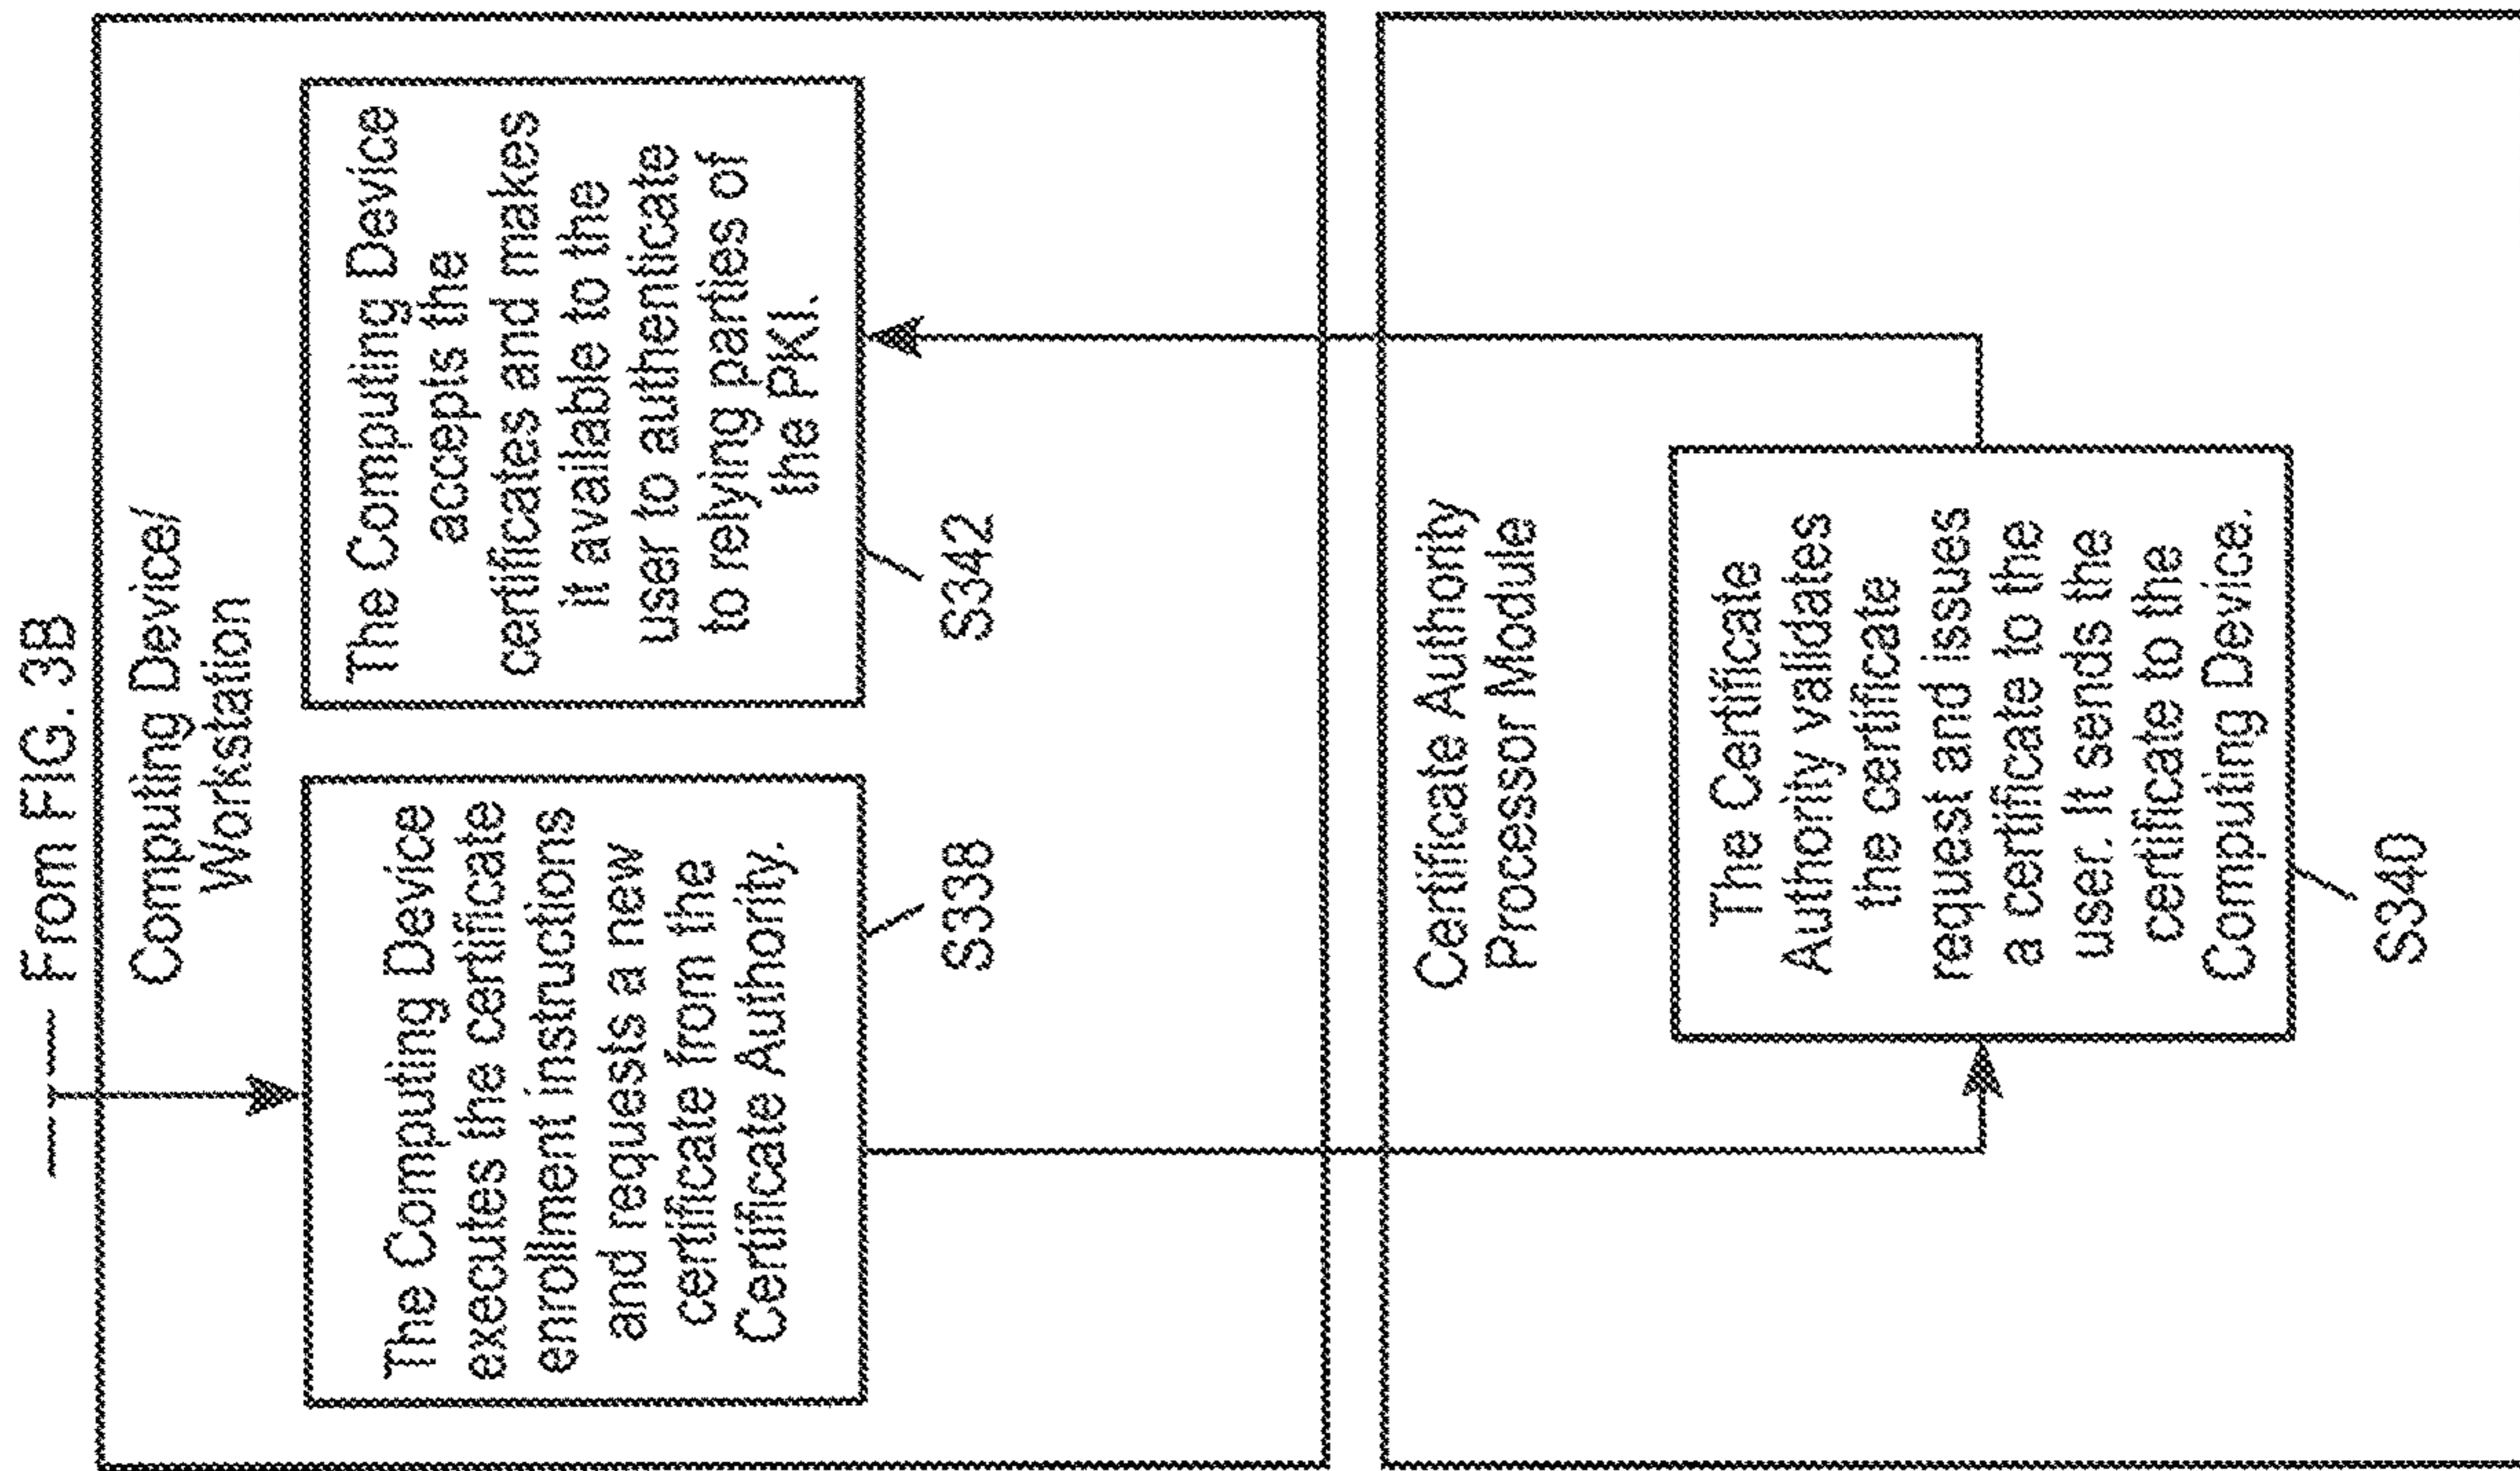 From FIG. 3B
Computing Device/
Workstation
The Computing Device
executes the certificate
enrollment instructions
and requests a new
certificate from the
Certificate Authority.
S338
The Computing Device
accepts the
certificates and makes
it available to the
user to authenticate
to relying parties of
the PKI.
S342
Certificate Authority
Processor Module
The Certificate
Authority validates
the certificate
request and issues
a certificate to the
user. It sends the
certificate to the
Computing Device.
S340